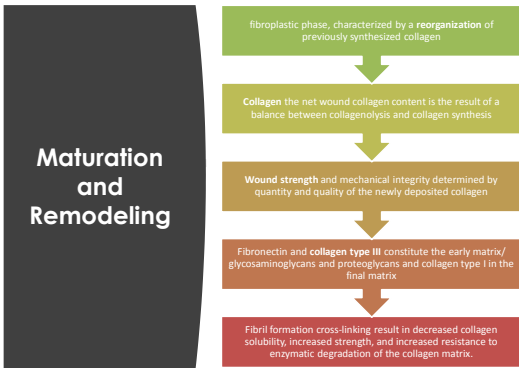 Maturation
and
Remodeling
fibroplastic phase, characterized by a reorganization of
previously synthesized collagen
Collagen the net wound collagen content is the result of a
balance between collagenolysis and collagen synthesis
Wound strength and mechanical integrity determined by
quantity and quality of the newly deposited collagen
Fibronectin and collagen type III constitute the early matrix/
glycosaminoglycans and proteoglycans and collagen type I in the
final matrix
Fibril formation cross-linking result in decreased collagen
solubility, increased strength, and increased resistance to
enzymatic degradation of the collagen matrix.